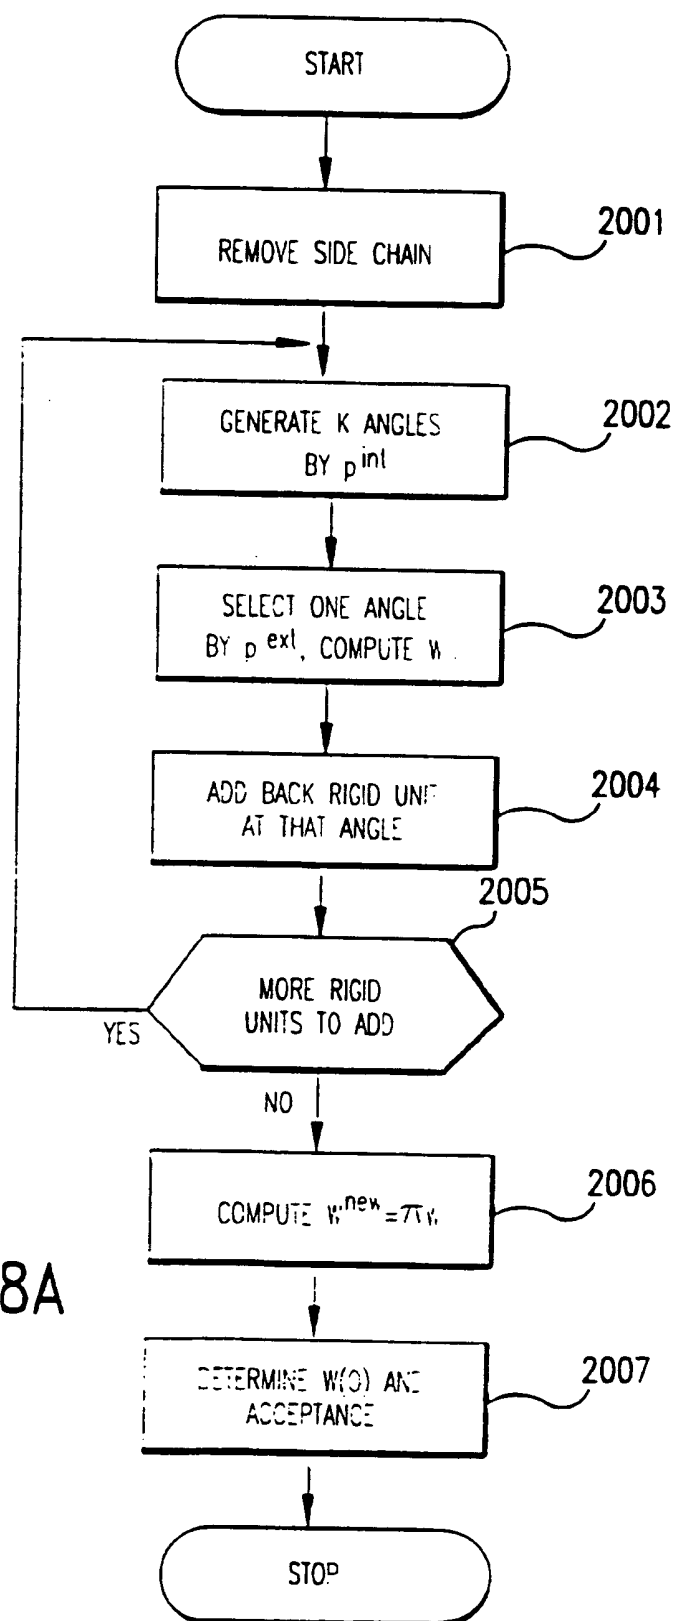 START
REMOVE SIDE CHAIN
2001
GENERATE K ANGLES
BY p^int
2002
SELECT ONE ANGLE
BY p^ext, COMPUTE W
2003
ADD BACK RIGID UNIT
AT THAT ANGLE
2004
2005
MORE RIGID
UNITS TO ADD
YES
NO
COMPUTE W^new = πw
2006
8A
DETERMINE W(O) AND
ACCEPTANCE
2007
STOP